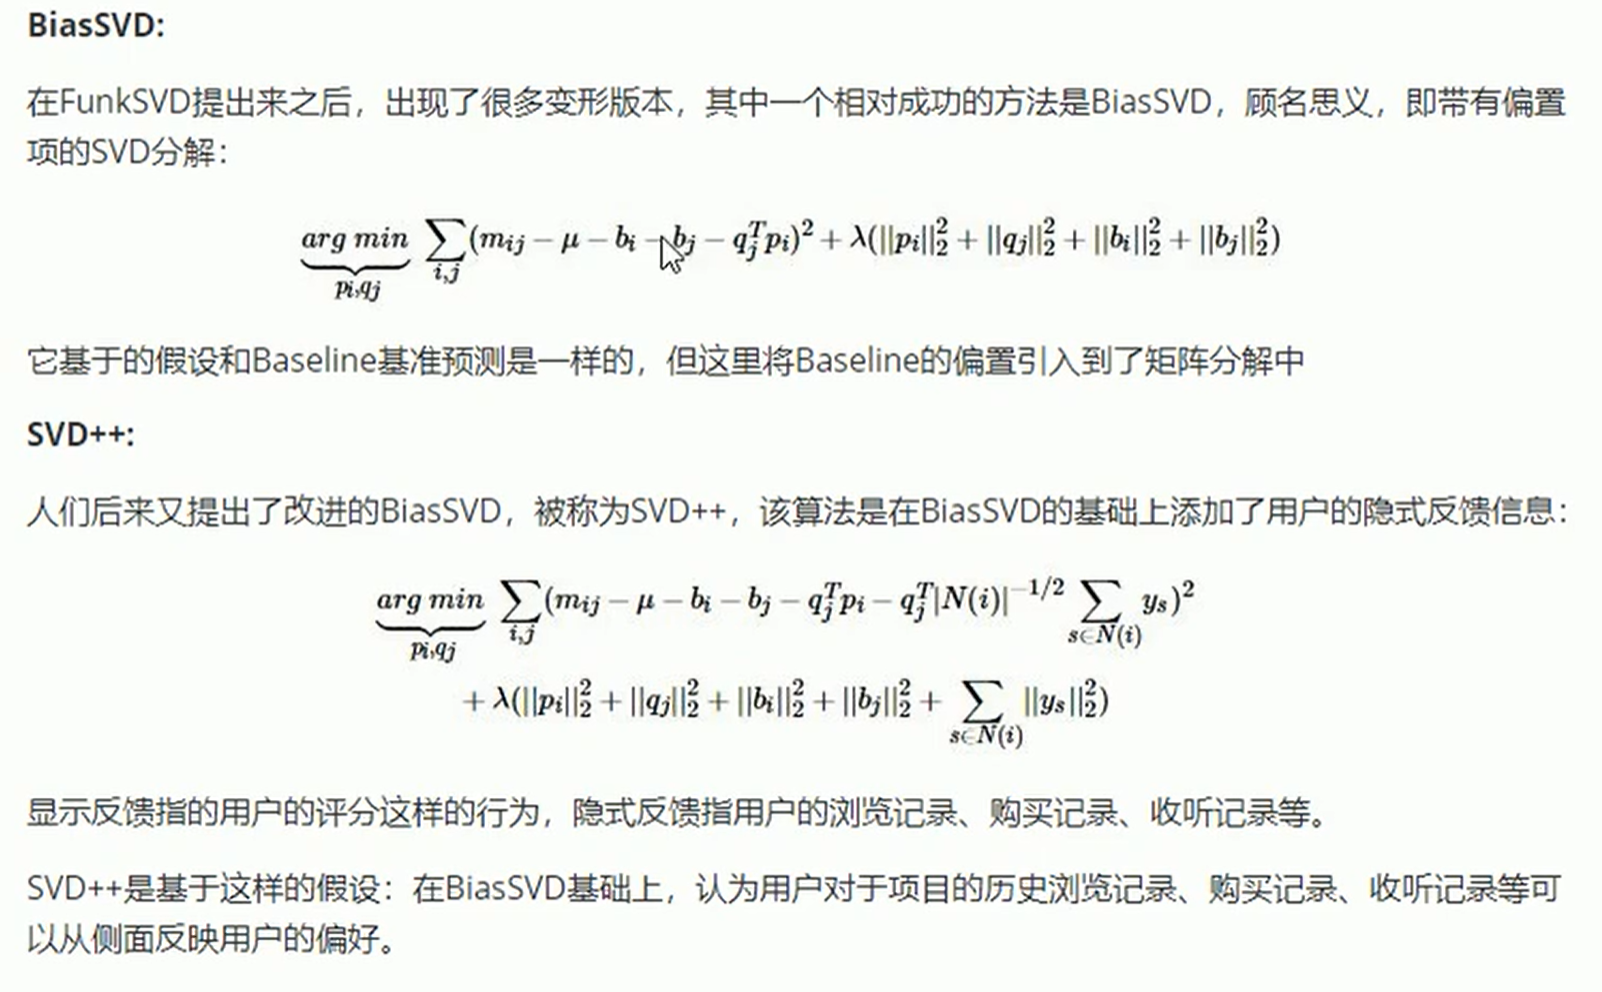 BiasSVD:
在FunkSVD提出来之后，出现了很多变形版本，其中一个相对成功的方法是BiasSVD，顾名思义，即带有偏置
项的SVD分解：
$$\underbrace{arg\ min}_{p_i,q_j} \sum_{i,j}(m_{ij} - \mu - b_i - b_j - q_j^T p_i)^2 + \lambda(||p_i||_2^2 + ||q_j||_2^2 + ||b_i||_2^2 + ||b_j||_2^2)$$
它基于的假设和Baseline基准预测是一样的，但这里将Baseline的偏置引入到了矩阵分解中
SVD++:
人们后来又提出了改进的BiasSVD，被称为SVD++，该算法是在BiasSVD的基础上添加了用户的隐式反馈信息：
$$\underbrace{arg\ min}_{p_i,q_j} \sum_{i,j}(m_{ij} - \mu - b_i - b_j - q_j^T p_i - q_j^T |N(i)|^{-1/2} \sum_{s \in N(i)} y_s)^2$$
$$+ \lambda(||p_i||_2^2 + ||q_j||_2^2 + ||b_i||_2^2 + ||b_j||_2^2 + \sum_{s \in N(i)} ||y_s||_2^2)$$
显示反馈指的用户的评分这样的行为，隐式反馈指用户的浏览记录、购买记录、收听记录等。
SVD++是基于这样的假设：在BiasSVD基础上，认为用户对于项目的历史浏览记录、购买记录、收听记录等可
以从侧面反映用户的偏好。